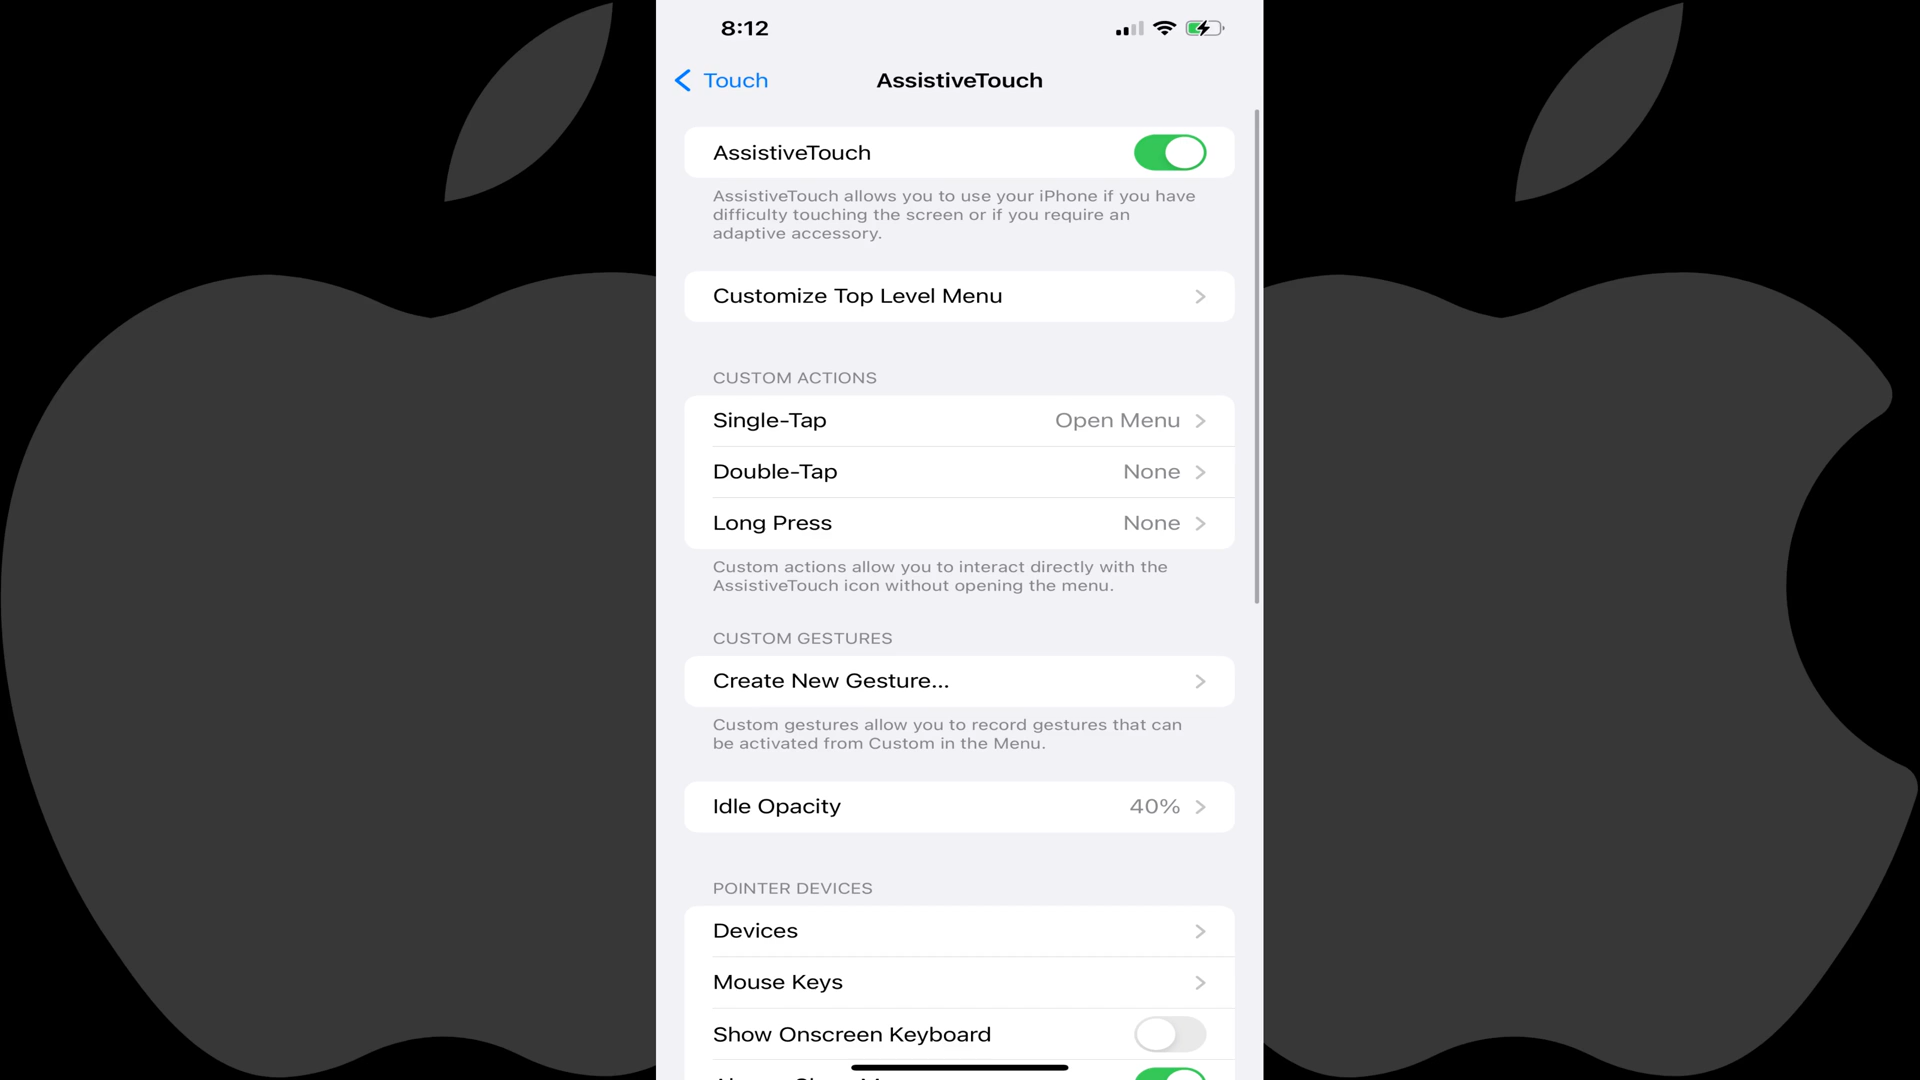 8:12
Touch
AssistiveTouch
AssistiveTouch
AssistiveTouch allows you to use your iPhone if you have
difficulty touching the screen or if you require an
adaptive accessory.
Customize Top Level Menu
CUSTOM ACTIONS
Single-Tap Open Menu
Double-Tap None
Long Press None
Custom actions allow you to interact directly with the
AssistiveTouch icon without opening the menu.
CUSTOM GESTURES
Create New Gesture...
Custom gestures allow you to record gestures that can
be activated from Custom in the Menu.
Idle Opacity 40%
POINTER DEVICES
Devices
Mouse Keys
Show Onscreen Keyboard